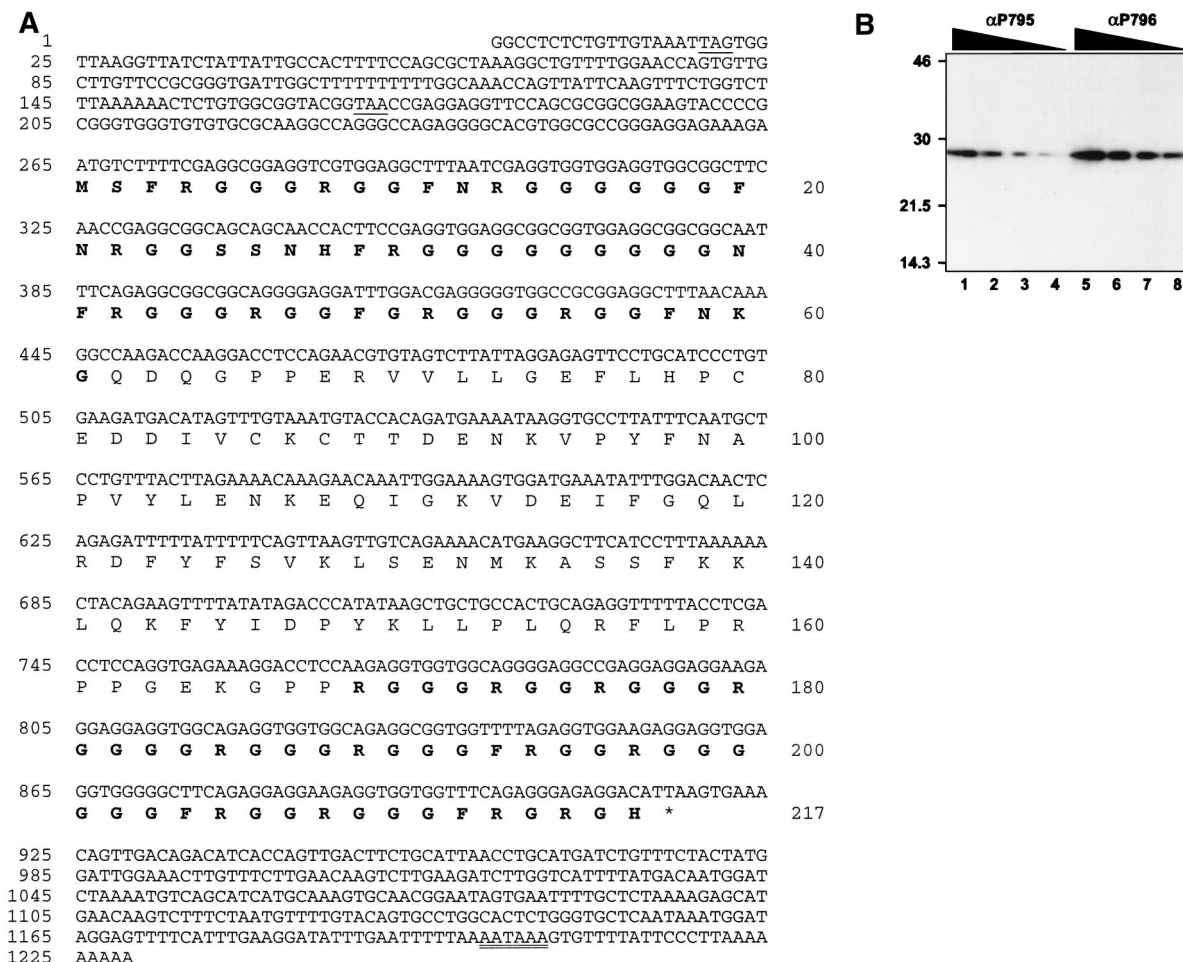 A
1 GGCCTCTCTGTTGTAAATTAGTGG
25 TTAAGGTTATCTATTATTGCCACTTTTCCAGCGCTAAAGGCTGTTTTGGAACCAGTGTTG
85 CTTGTTCCGCGGGTGATTGGCTTTTTTTTTTGGCAAACCAGTTATTCAAGTTTCTGGTCT
145 TTAAAAAACTCTGTGGCGGTACGGTAACCGAGGAGGTTCCAGCGCGGCGGAAGTACCCCG
205 CGGGTGGGTGTGTGCGCAAGGCCAGGGCCAGAGGGGCACGTGGCGCCGGGAGGAGAAAGA
265 ATGTCTTTTCGAGGCGGAGGTCGTGGAGGCTTTAATCGAGGTGGTGGAGGTGGCGGCTTC
M S F R G G G R G G F N R G G G G G G F 20
325 AACCGAGGCGGCAGCAGCAACCACTTCCGAGGTGGAGGCGGCGGTGGAGGCGGCGGCAAT
N R G G S S N H F R G G G G G G G G G N 40
385 TTCAGAGGCGGCGGCAGGGGAGGATTTGGACGAGGGGGTGGCCGCGGAGGCTTTAACAAA
F R G G G R G G F G R G G G R G G F N K 60
445 GGCCAAGACCAAGGACCTCCAGAACGTGTAGTCTTATTAGGAGAGTTCCTGCATCCCTGT
G Q D Q G P P E R V V L L G E F L H P C 80
505 GAAGATGACATAGTTTGTAAATGTACCACAGATGAAAATAAGGTGCCTTATTTCAATGCT
E D D I V C K C T T D E N K V P Y F N A 100
565 CCTGTTTACTTAGAAAACAAAGAACAAATTGGAAAAGTGGATGAAATATTTGGACAACTC
P V Y L E N K E Q I G K V D E I F G Q L 120
625 AGAGATTTTTATTTTTCAGTTAAGTTGTCAGAAAACATGAAGGCTTCATCCTTTAAAAAA
R D F Y F S V K L S E N M K A S S F K K 140
685 CTACAGAAGTTTTATATAGACCCATATAAGCTGCTGCCACTGCAGAGGTTTTTACCTCGA
L Q K F Y I D P Y K L L P L Q R F L P R 160
745 CCTCCAGGTGAGAAAGGACCTCCAAGAGGTGGTGGCAGGGGAGGCCGAGGAGGAGGAAGA
P P G E K G P P R G G G R G G R G G G R 180
805 GGAGGAGGTGGCAGAGGTGGTGGCAGAGGCGGTGGTTTTAGAGGTGGAAGAGGAGGTGGA
G G G G R G G G R G G G F R G G R G G G 200
865 GGTGGGGGCTTCAGAGGAGGAAGAGGTGGTGGTTTCAGAGGGAGAGGACATTAAGTGAAA
G G G F R G G R G G G F R G R G H * 217
925 CAGTTGACAGACATCACCAGTTGACTTCTGCATTAACCTGCATGATCTGTTTCTACTATG
985 GATTGGAAACTTGTTTCTTGAACAAGTCTTGAAGATCTTGGTCATTTTATGACAATGGAT
1045 CTAAAATGTCAGCATCATGCAAAGTGCAACGGAATAGTGAATTTTGCTCTAAAAGAGCAT
1105 GAACAAGTCTTTCTAATGTTTTGTACAGTGCCTGGCACTCTGGGTGCTCAATAAATGGAT
1165 AGGAGTTTTCATTTGAAGGATATTTGAATTTTTAAAATAAAGTGTTTTATTCCCTTAAAA
1225 AAAAA
B
αP795 αP796
46
30
21.5
14.3
1 2 3 4 5 6 7 8